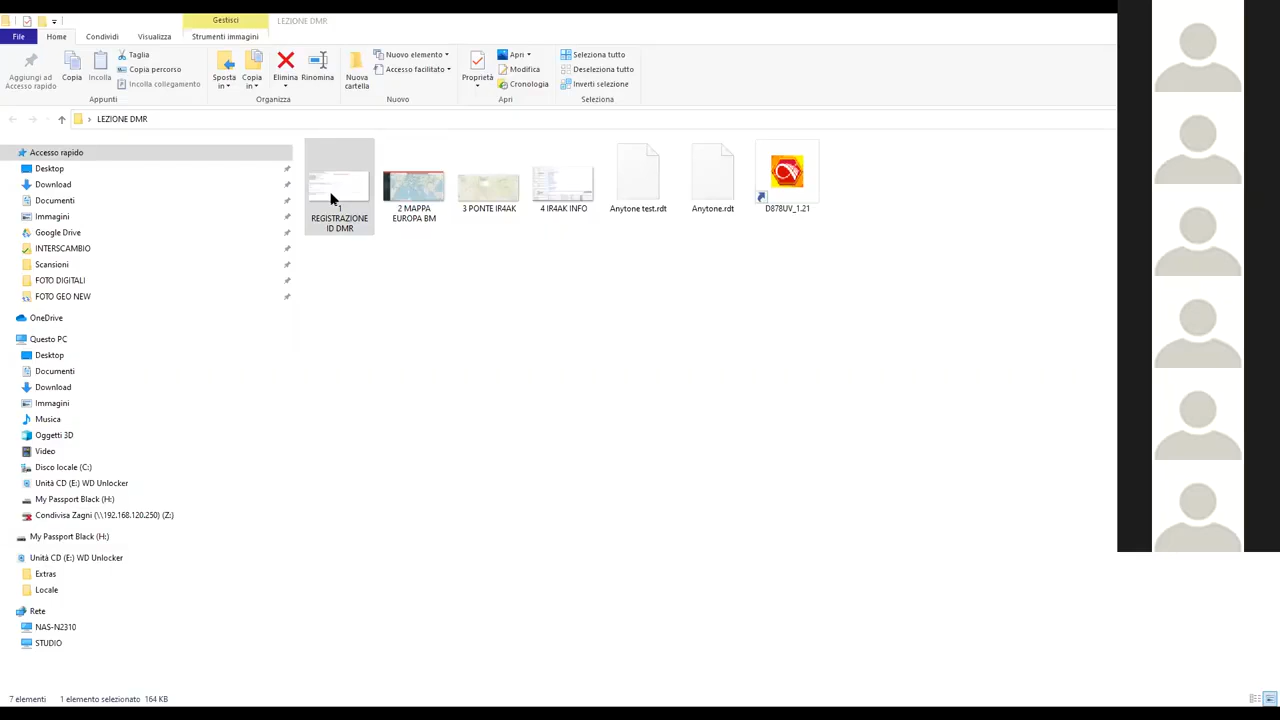 Gestisci
LEZIONE DMR
File
Home
Condividi
Visualizza
Strumenti immagini
Aggiungi ad
Accesso rapido
Copia
Incolla
Taglia
Copia percorso
Incolla collegamento
Appunti
Sposta
in
Copia
in
Elimina
Rinomina
Organizza
Nuova
cartella
Nuovo elemento
Accesso facilitato
Nuovo
Proprietà
Apri
Modifica
Cronologia
Apri
Seleziona tutto
Deseleziona tutto
Inverti selezione
Seleziona
LEZIONE DMR
Accesso rapido
Desktop
Download
Documenti
Immagini
Google Drive
INTERSCAMBIO
Scansioni
FOTO DIGITALI
FOTO GEO NEW
OneDrive
Questo PC
Desktop
Documenti
Download
Immagini
Musica
Oggetti 3D
Video
Disco locale (C:)
Unità CD (E:) WD Unlocker
My Passport Black (H:)
Condivisa Zagni (\\192.168.120.250) (Z:)
My Passport Black (H:)
Unità CD (E:) WD Unlocker
Extras
Locale
Rete
NAS-N2310
STUDIO
1
REGISTRAZIONE
ID DMR
2 MAPPA
EUROPA BM
3 PONTE IR4AK
4 IR4AK INFO
Anytone test.rdt
Anytone.rdt
D878UV_1.21
7 elementi
1 elemento selezionato 164 KB